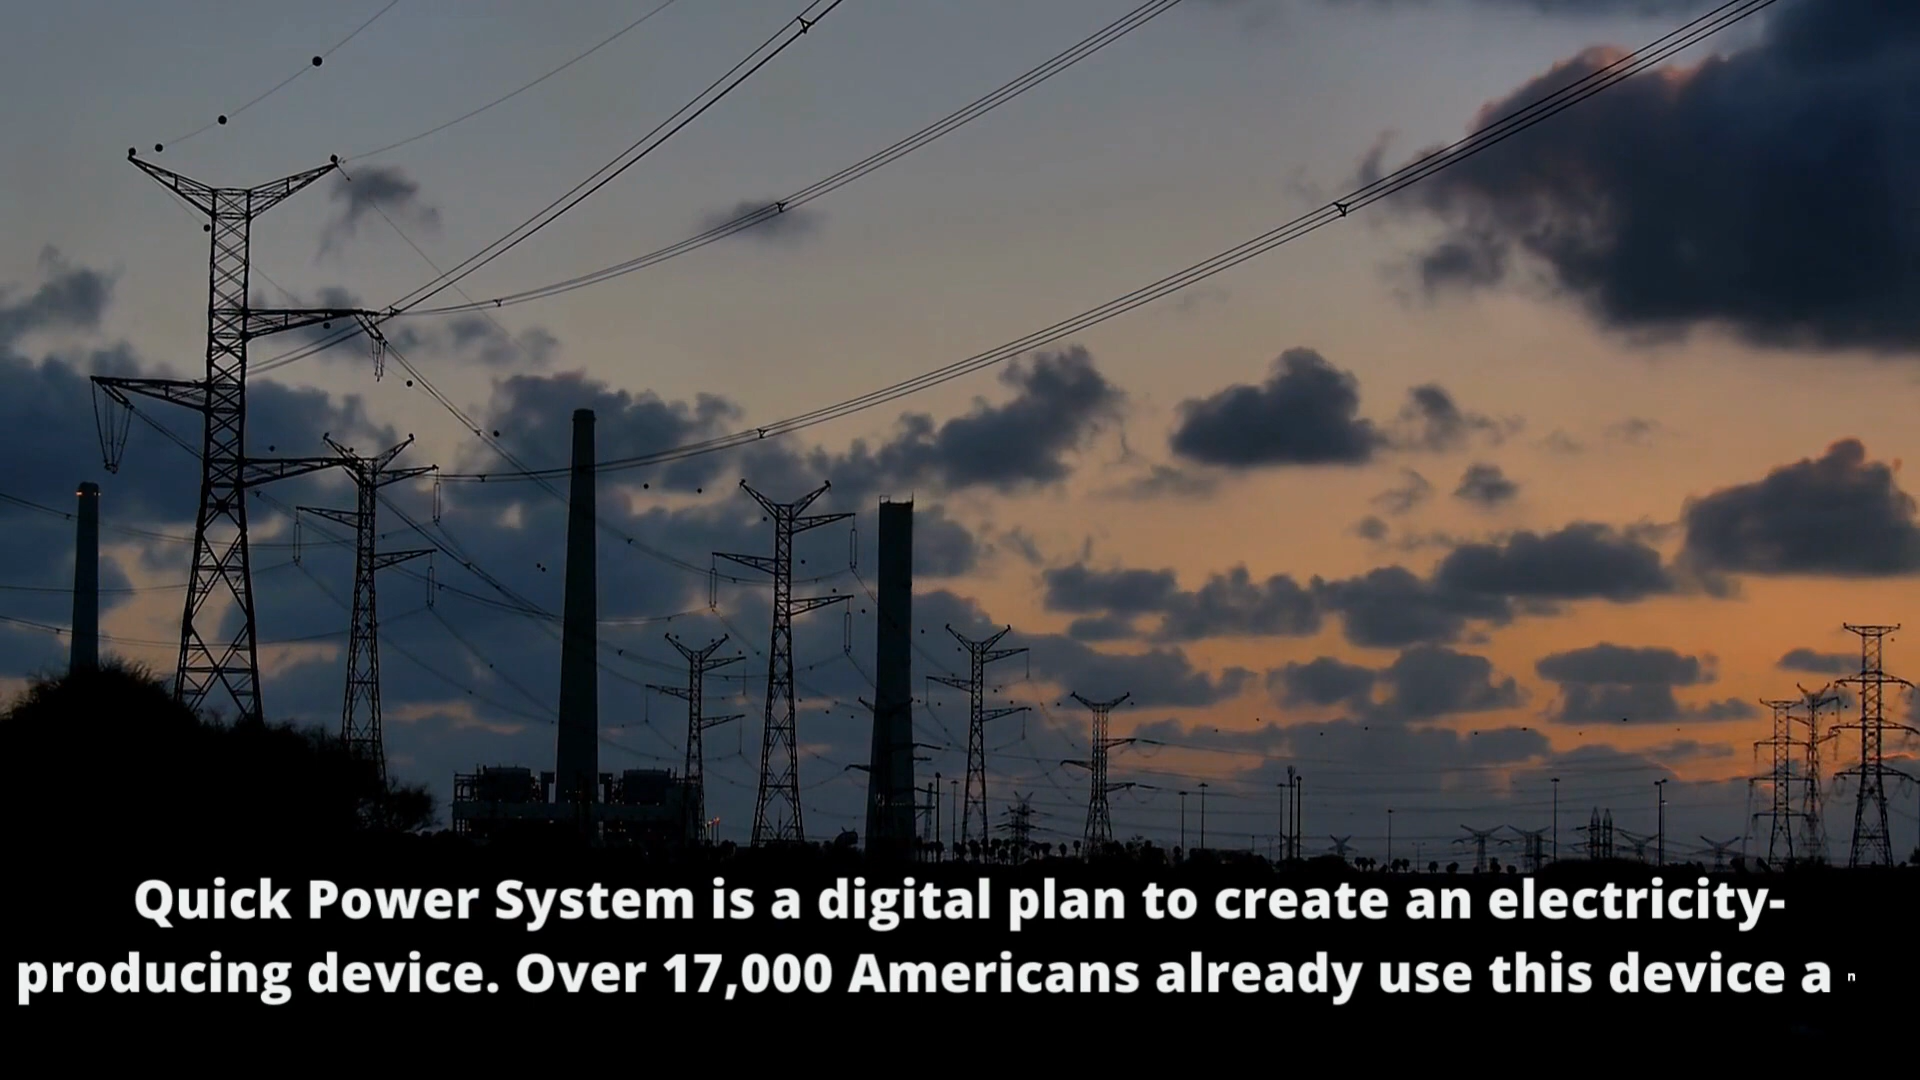 Quick Power System is a digital plan to create an electricity-
producing device. Over 17,000 Americans already use this device a n